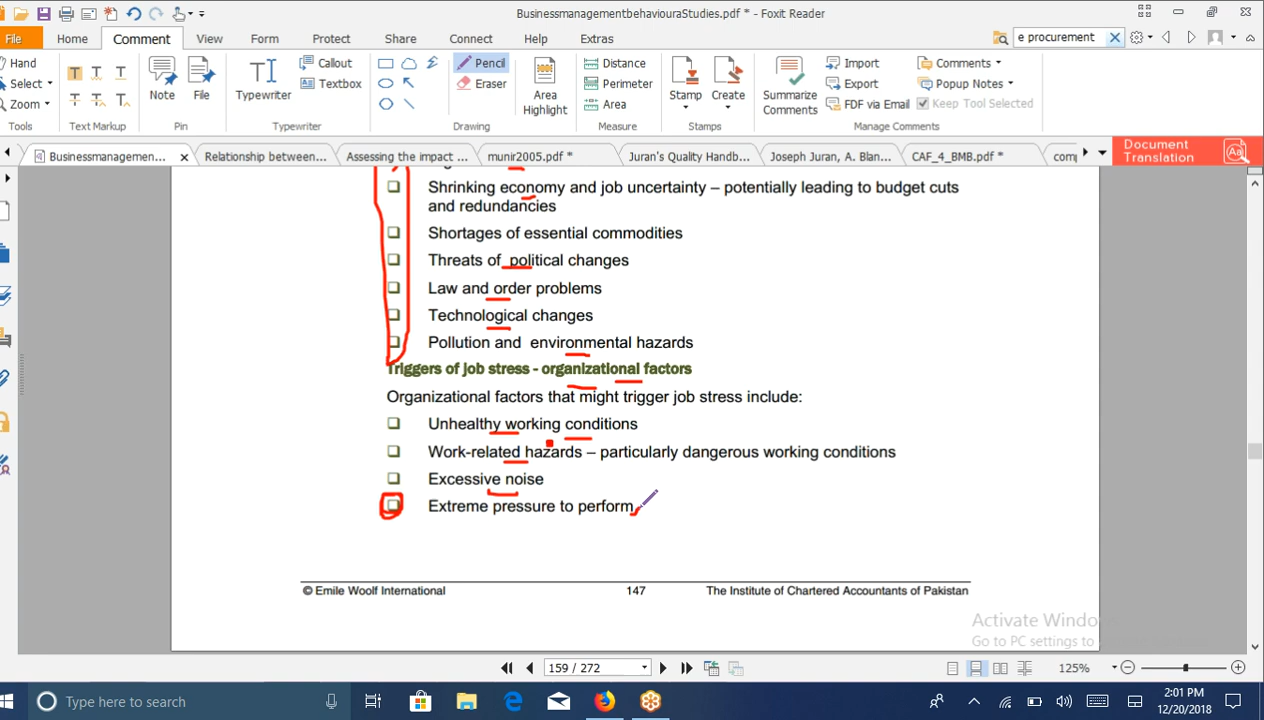 BusinessmanagementbehaviouraStudies.pdf * - Foxit Reader
File Home Comment View Form Protect Share Connect Help Extras
e procurement
Hand
Select
Zoom
Tools
Text Markup
Note
File
Pin
Typewriter
Callout
Textbox
Typewriter
Pencil
Eraser
Area Highlight
Drawing
Distance
Perimeter
Area
Measure
Stamp
Create
Stamps
Summarize Comments
Import
Export
FDF via Email
Comments
Popup Notes
Keep Tool Selected
Manage Comments
Businessmanagemen...
Relationship between...
Assessing the impact ...
munir2005.pdf *
Juran's Quality Handb...
Joseph Juran, A. Blan...
CAF_4_BMB.pdf *
Document Translation
Shrinking economy and job uncertainty – potentially leading to budget cuts
and redundancies
Shortages of essential commodities
Threats of political changes
Law and order problems
Technological changes
Pollution and environmental hazards
Triggers of job stress - organizational factors
Organizational factors that might trigger job stress include:
Unhealthy working conditions
Work-related hazards – particularly dangerous working conditions
Excessive noise
Extreme pressure to perform
© Emile Woolf International 147 The Institute of Chartered Accountants of Pakistan
Activate Windo
Go to PC settings to
159 / 272
125%
Type here to search
2:01 PM
12/20/2018